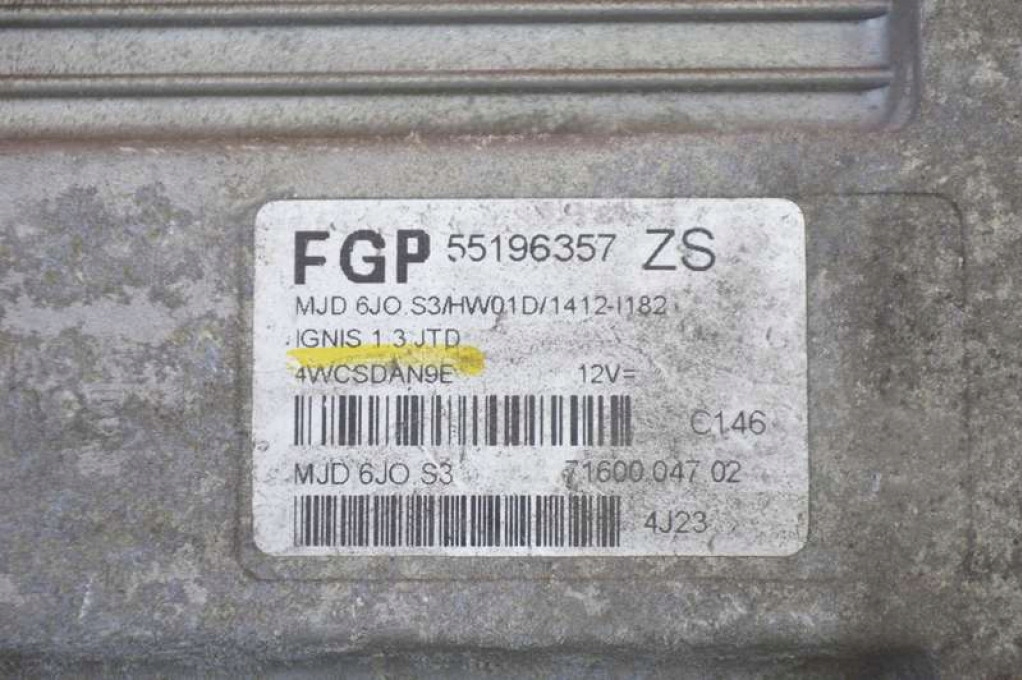 FGP 55196357 ZS
MJD 6JO.S3/HW01D/1412-I182
IGNIS 1.3 JTD
4WCSDAN9E 12V=
C146
MJD 6JO S3 71600.047.02
4J23